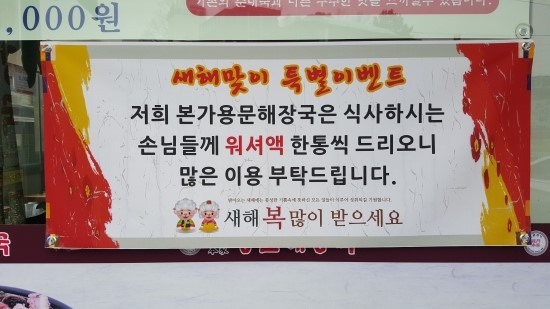 ,000원
새해맞이 특별이벤트
저희 본가용문해장국은 식사하시는
손님들께 워셔액 한통씩 드리오니
많은 이용 부탁드립니다.
새해 복 많이 받으세요